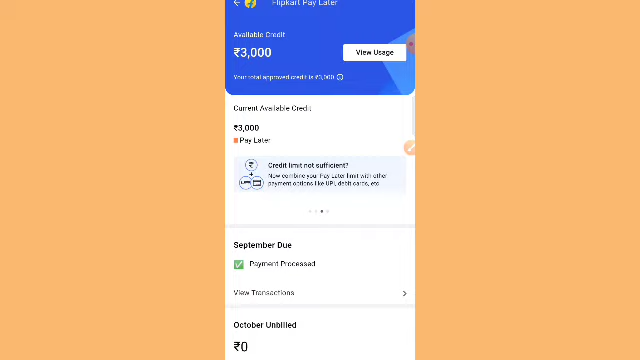 Flipkart Pay Later
Available Credit
₹3,000
View Usage
Your total approved credit is ₹3,000
Current Available Credit
₹3,000
Pay Later
Credit limit not sufficient?
Now combine your Pay Later limit with other
payment options like UPI, debit cards, etc
September Due
Payment Processed
View Transactions
October Unbilled
₹0